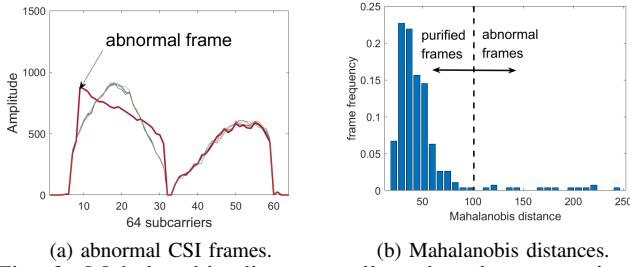 1500
1000
500
0
Amplitude
abnormal frame
10 20 30 40 50 60
64 subcarriers
(a) abnormal CSI frames.
0.25
0.2
0.15
0.1
0.05
0
frame frequency
purified frames
abnormal frames
50 100 150 200 250
Mahalanobis distance
(b) Mahalanobis distances.